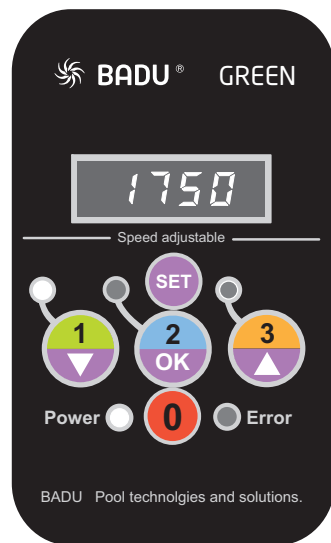 BADU ® GREEN
1750
Speed adjustable
SET
1 2 3
OK
Power 0 Error
BADU Pool technolgies and solutions.